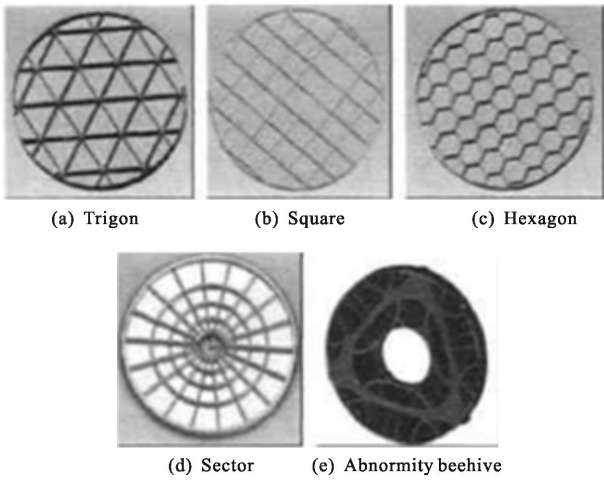 (a) Trigon
(b) Square
(c) Hexagon
(d) Sector
(e) Abnormity beehive